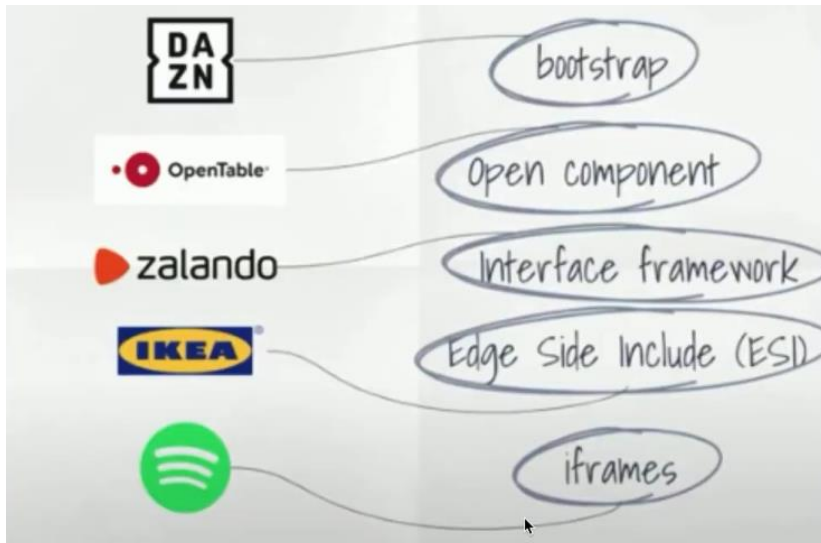 DA
ZN
bootstrap
OpenTable
Open component
zalando
Interface framework
IKEA ®
Edge Side Include (ESI)
iframes